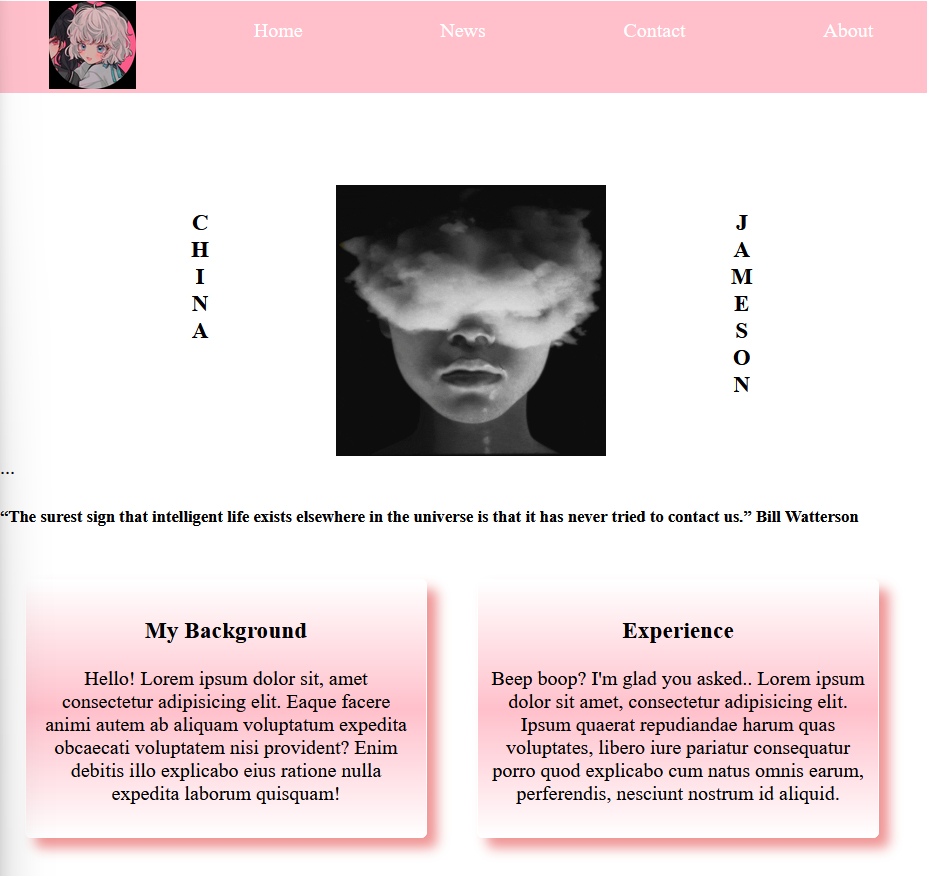 Home News Contact About
C
H
I
N
A
J
A
M
E
S
O
N
...
“The surest sign that intelligent life exists elsewhere in the universe is that it has never tried to contact us.” Bill Watterson
My Background
Hello! Lorem ipsum dolor sit, amet
consectetur adipisicing elit. Eaque facere
animi autem ab aliquam voluptatum expedita
obcaecati voluptatem nisi provident? Enim
debitis illo explicabo eius ratione nulla
expedita laborum quisquam!
Experience
Beep boop? I'm glad you asked.. Lorem ipsum
dolor sit amet, consectetur adipisicing elit.
Ipsum quaerat repudiandae harum quas
voluptates, libero iure pariatur consequatur
porro quod explicabo cum natus omnis earum,
perferendis, nesciunt nostrum id aliquid.